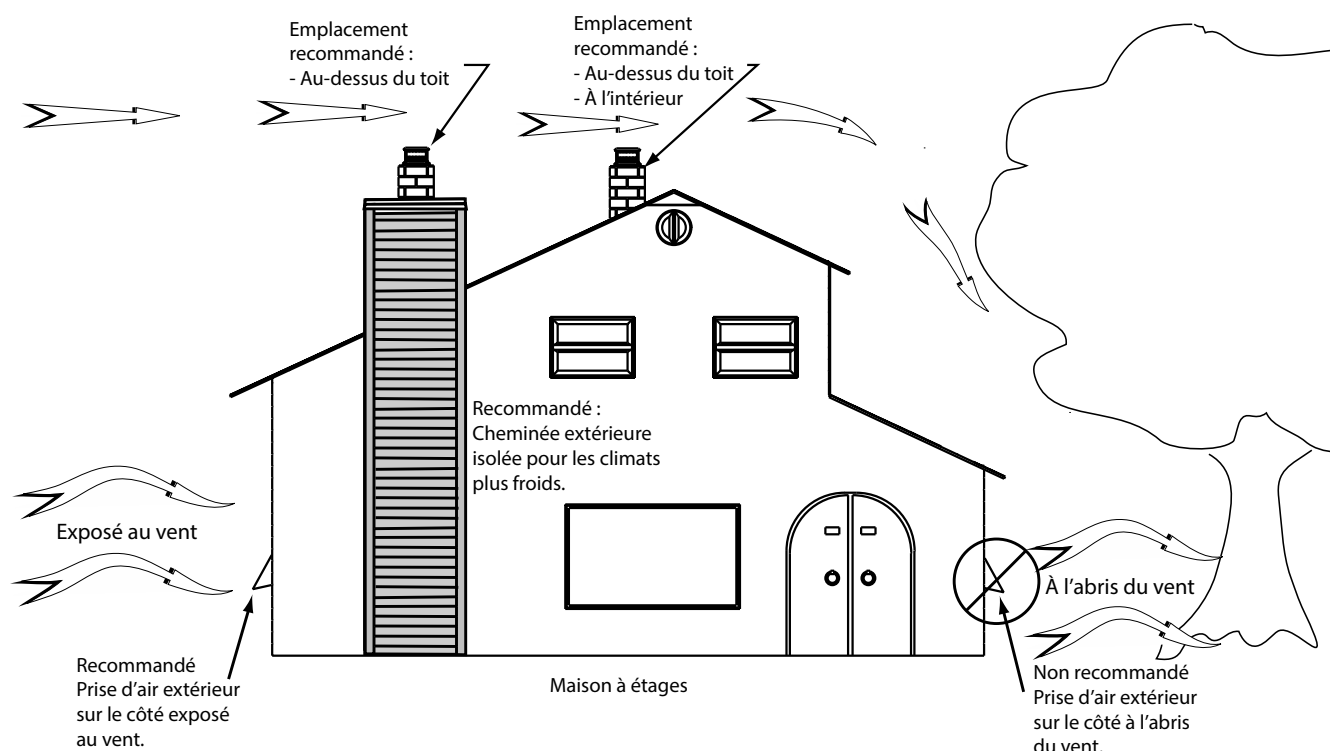 Emplacement
recommandé :
- Au-dessus du toit
Emplacement
recommandé :
- Au-dessus du toit
- À l'intérieur
Recommandé :
Cheminée extérieure
isolée pour les climats
plus froids.
Exposé au vent
À l'abris du vent
Recommandé
Prise d'air extérieur
sur le côté exposé
au vent.
Maison à étages
Non recommandé
Prise d'air extérieur
sur le côté à l'abris
du vent.